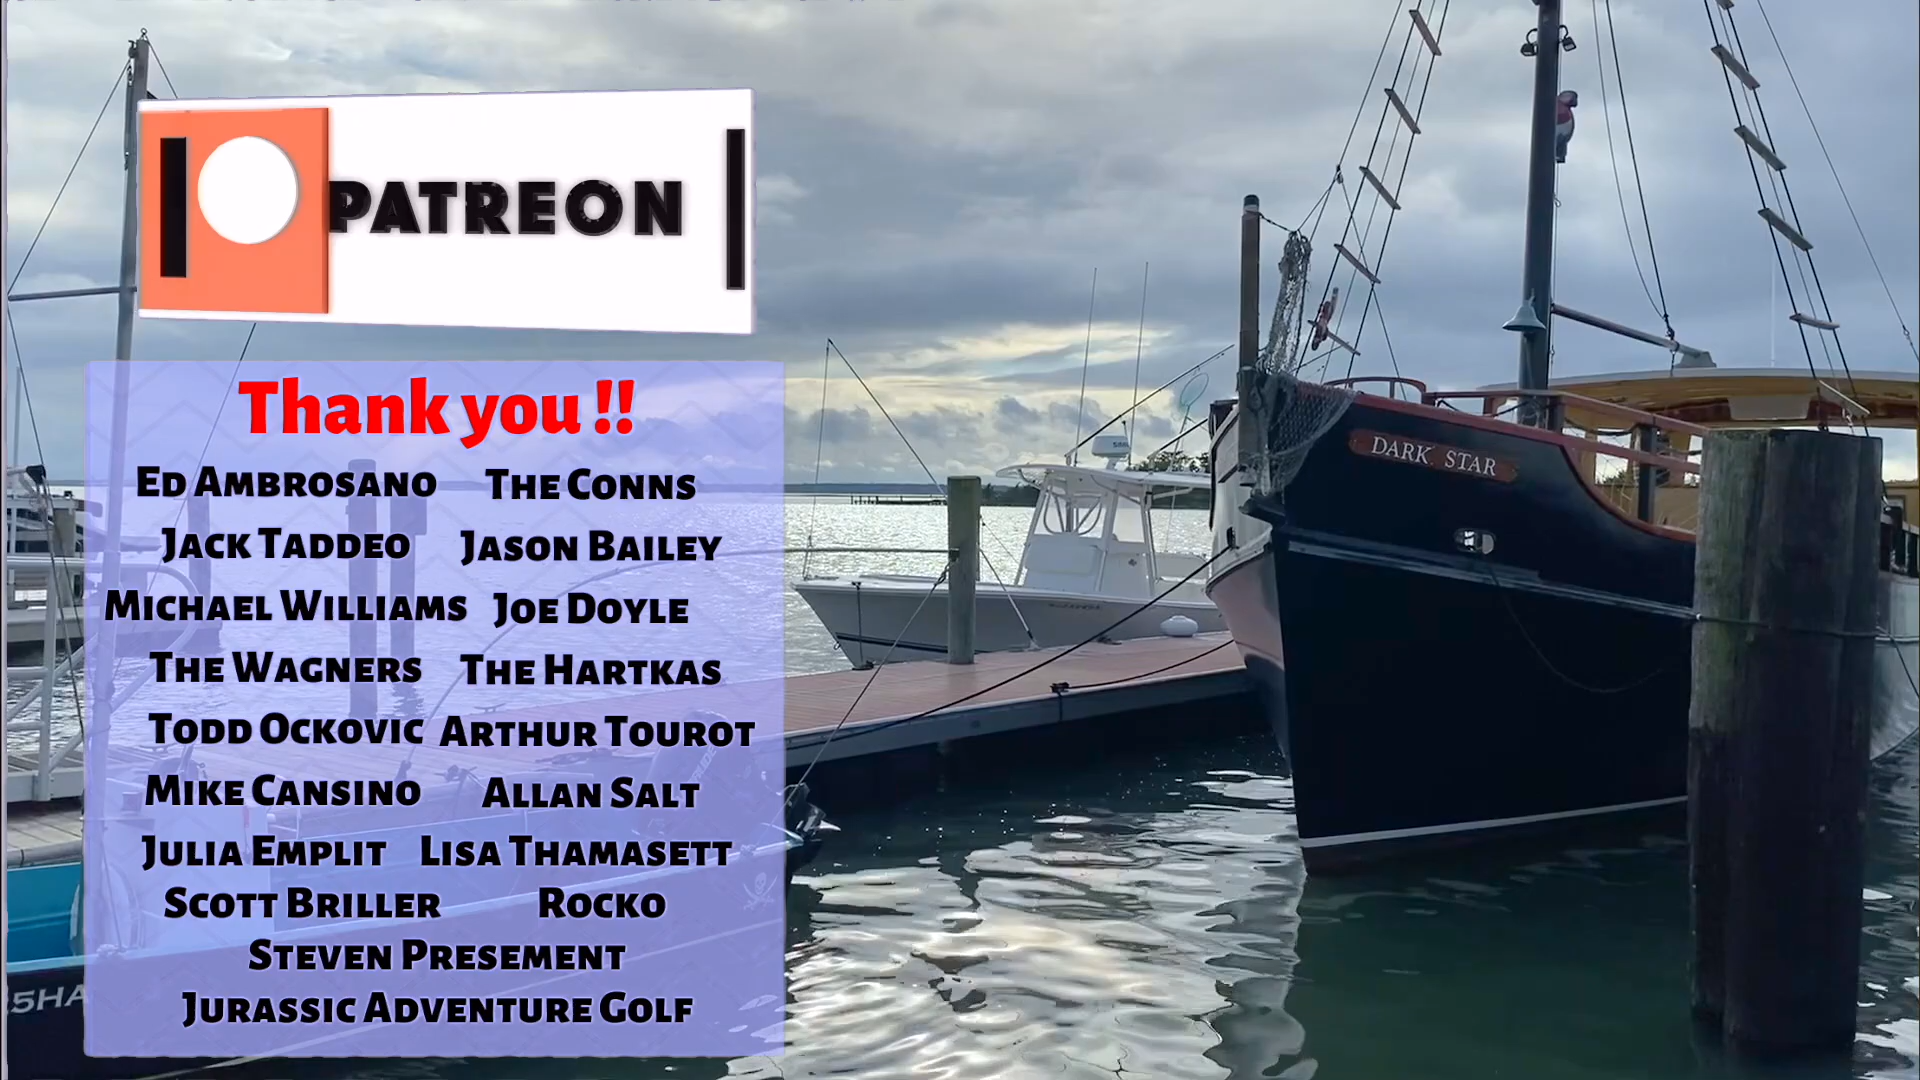 PATREON
Thank you !!
Ed Ambrosano The Conns
Jack Taddeo Jason Bailey
Michael Williams Joe Doyle
The Wagners The Hartkas
Todd Ockovic Arthur Tourot
Mike Cansino Allan Salt
Julia Emplit Lisa Thamasett
Scott Briller Rocko
Steven Presement
Jurassic Adventure Golf
DARK STAR
5HA